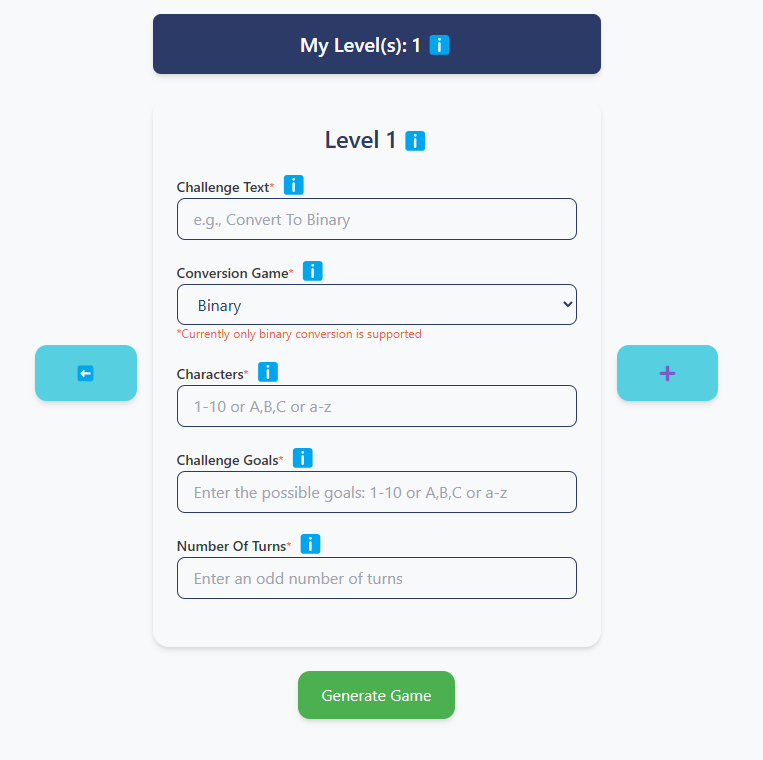 My Level(s): 1 ℹ️
Level 1 ℹ️
Challenge Text* ℹ️
e.g., Convert To Binary
Conversion Game* ℹ️
Binary
*Currently only binary conversion is supported
Characters* ℹ️
1-10 or A,B,C or a-z
Challenge Goals* ℹ️
Enter the possible goals: 1-10 or A,B,C or a-z
Number Of Turns* ℹ️
Enter an odd number of turns
Generate Game